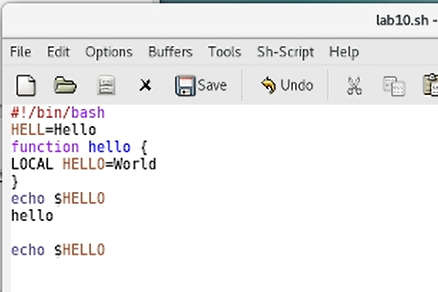 lab10.sh -
File Edit Options Buffers Tools Sh-Script Help
Save Undo
#!/bin/bash
HELL=Hello
function hello {
LOCAL HELLO=World
}
echo $HELLO
hello
echo $HELLO